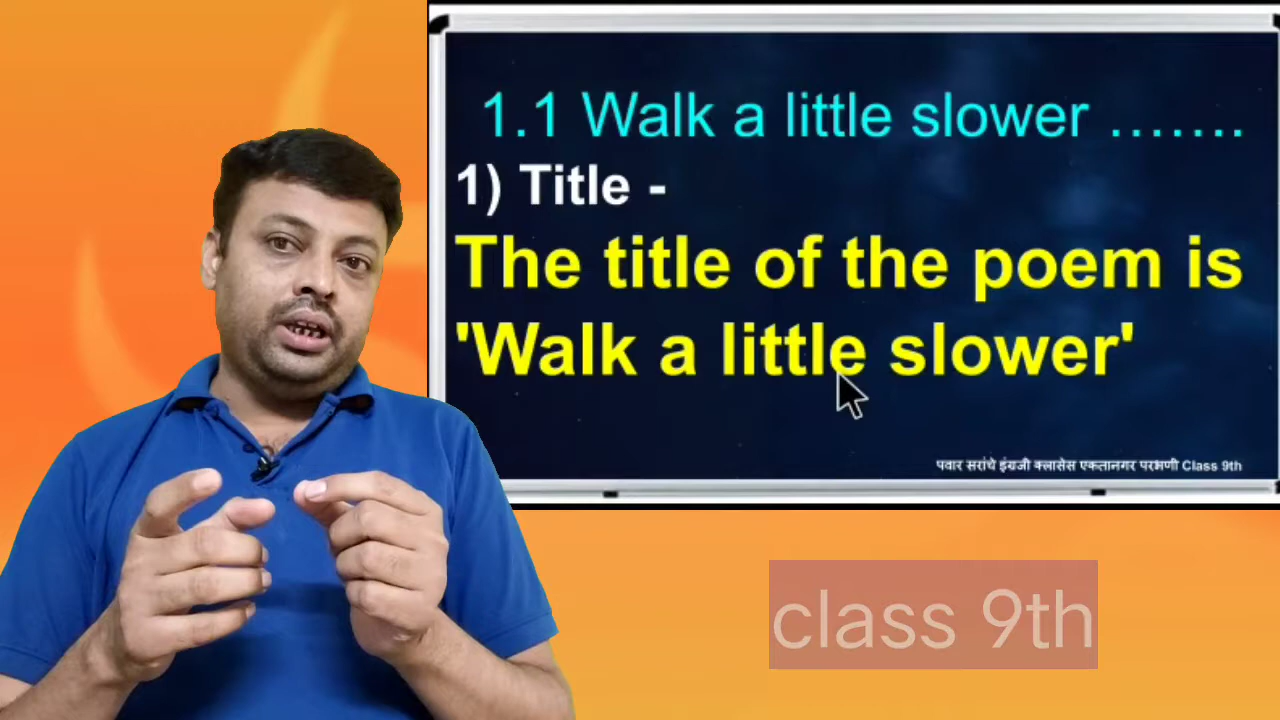 1.1 Walk a little slower …….
1) Title -
The title of the poem is
'Walk a little slower'
पवार सरांचे इंग्रजी क्लासेस एकतानगर परभणी Class 9th
class 9th